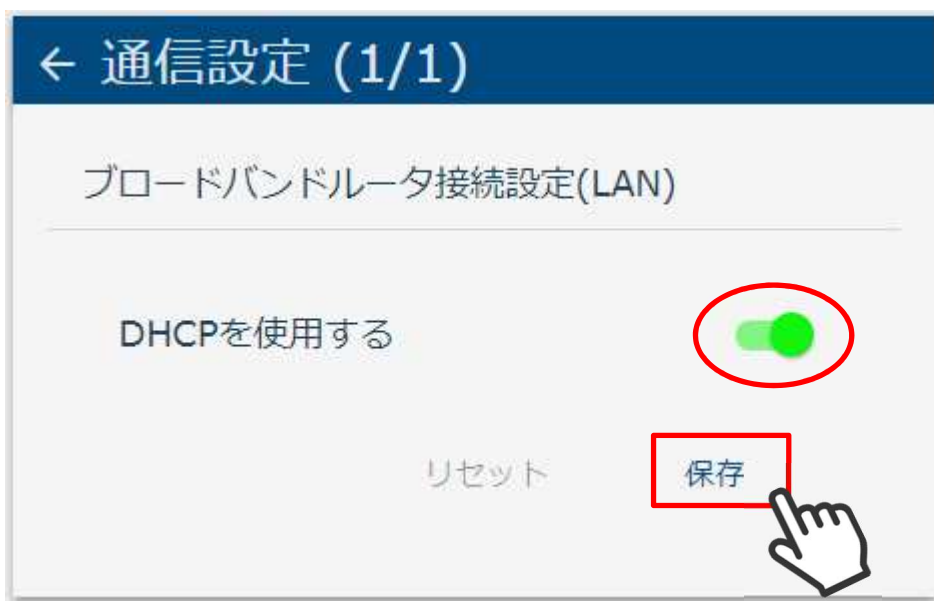 ← 通信設定 (1/1)
ブロードバンドルータ接続設定(LAN)
DHCPを使用する
リセット 保存